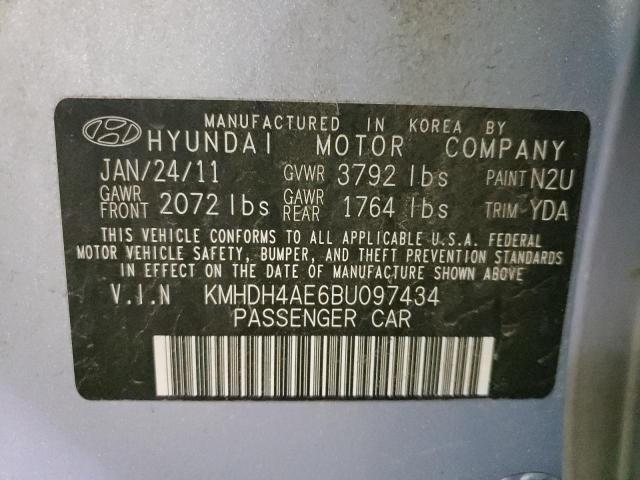 MANUFACTURED IN KOREA BY
HYUNDAI MOTOR COMPANY
JAN/24/11 GVWR 3792 lbs PAINT N2U
GAWR FRONT 2072 lbs GAWR REAR 1764 lbs TRIM YDA
THIS VEHICLE CONFORMS TO ALL APPLICABLE U.S.A. FEDERAL
MOTOR VEHICLE SAFETY, BUMPER, AND THEFT PREVENTION STANDARDS
IN EFFECT ON THE DATE OF MANUFACTURE SHOWN ABOVE
V.I.N KMHDH4AE6BU097434
PASSENGER CAR